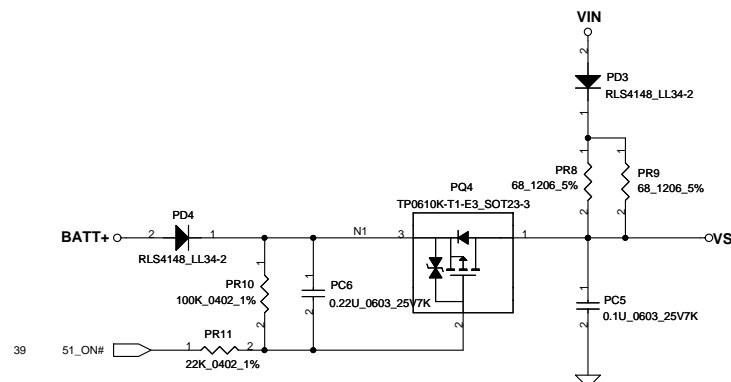 VIN
2
PD3
RLS4148_LL34-2
1
1
1
PR8
68_1206_5%
PR9
68_1206_5%
2
2
PQ4
TP0610K-T1-E3_SOT23-3
BATT+
2
PD4
1
RLS4148_LL34-2
N1
3
1
VS
1
PR10
100K_0402_1%
2
1
PC6
0.22U_0603_25V7K
2
2
1
PC5
0.1U_0603_25V7K
2
39
51_ON#
1
PR11
2
22K_0402_1%